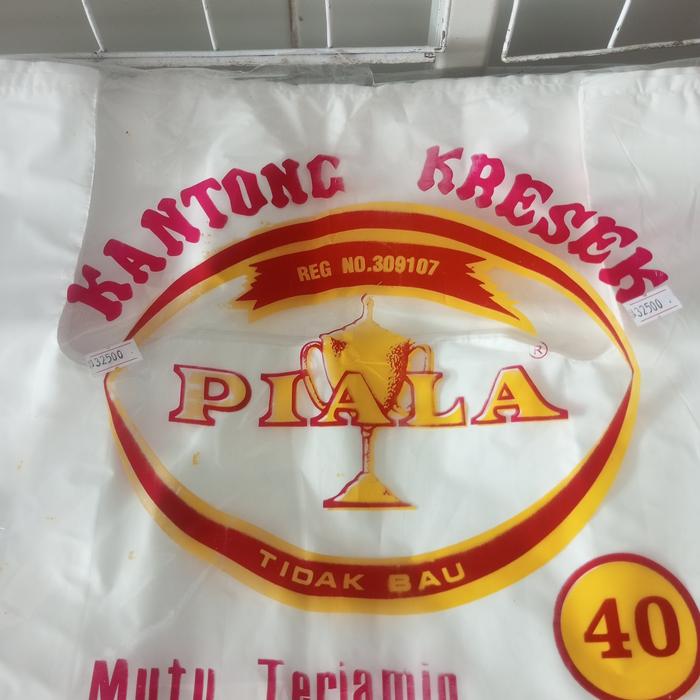 KANTONG KRESEK
REG NO.309107
32500
32500
PIALA ®
TIDAK BAU
40
Mutu Terjamin